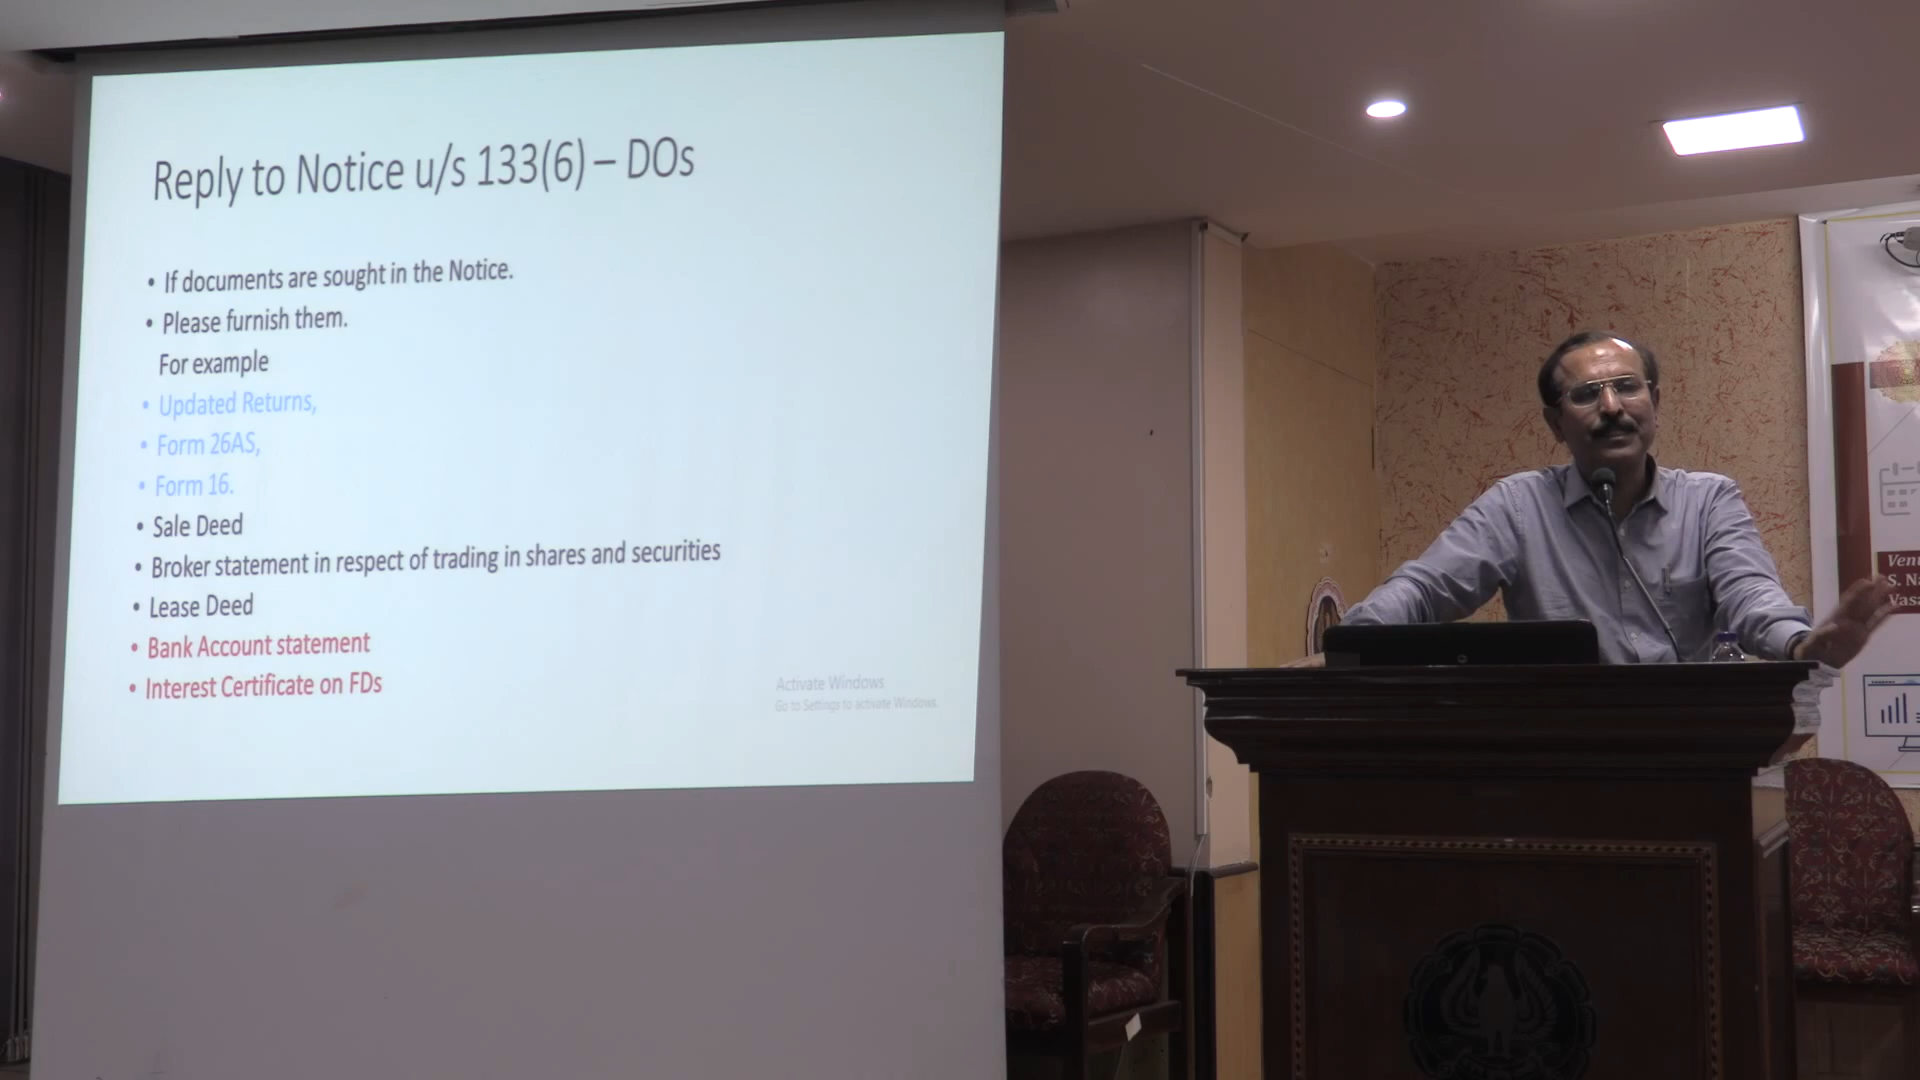 Reply to Notice u/s 133(6) – DOs
• If documents are sought in the Notice.
• Please furnish them.
For example
• Updated Returns,
• Form 26AS,
• Form 16.
• Sale Deed
• Broker statement in respect of trading in shares and securities
• Lease Deed
• Bank Account statement
• Interest Certificate on FDs
Activate Windows
Go to Settings to activate Windows.